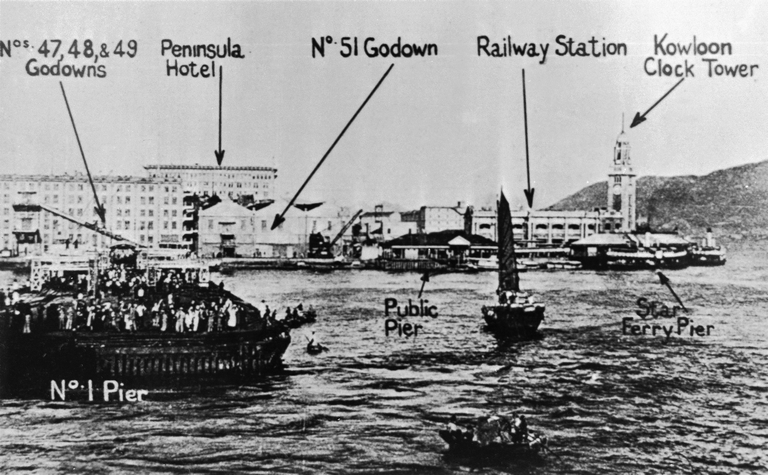 Nos. 47,48,&49
Godowns
Peninsula
Hotel
No. 51 Godown
Railway Station
Kowloon
Clock Tower
Public
Pier
Star
Ferry Pier
No. 1 Pier